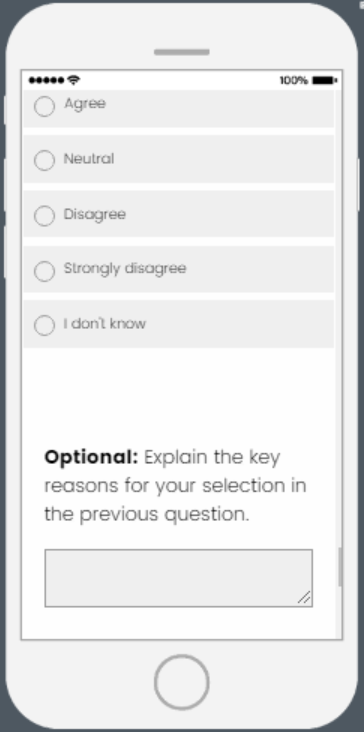 100%
Agree
Neutral
Disagree
Strongly disagree
I don't know
Optional: Explain the key
reasons for your selection in
the previous question.